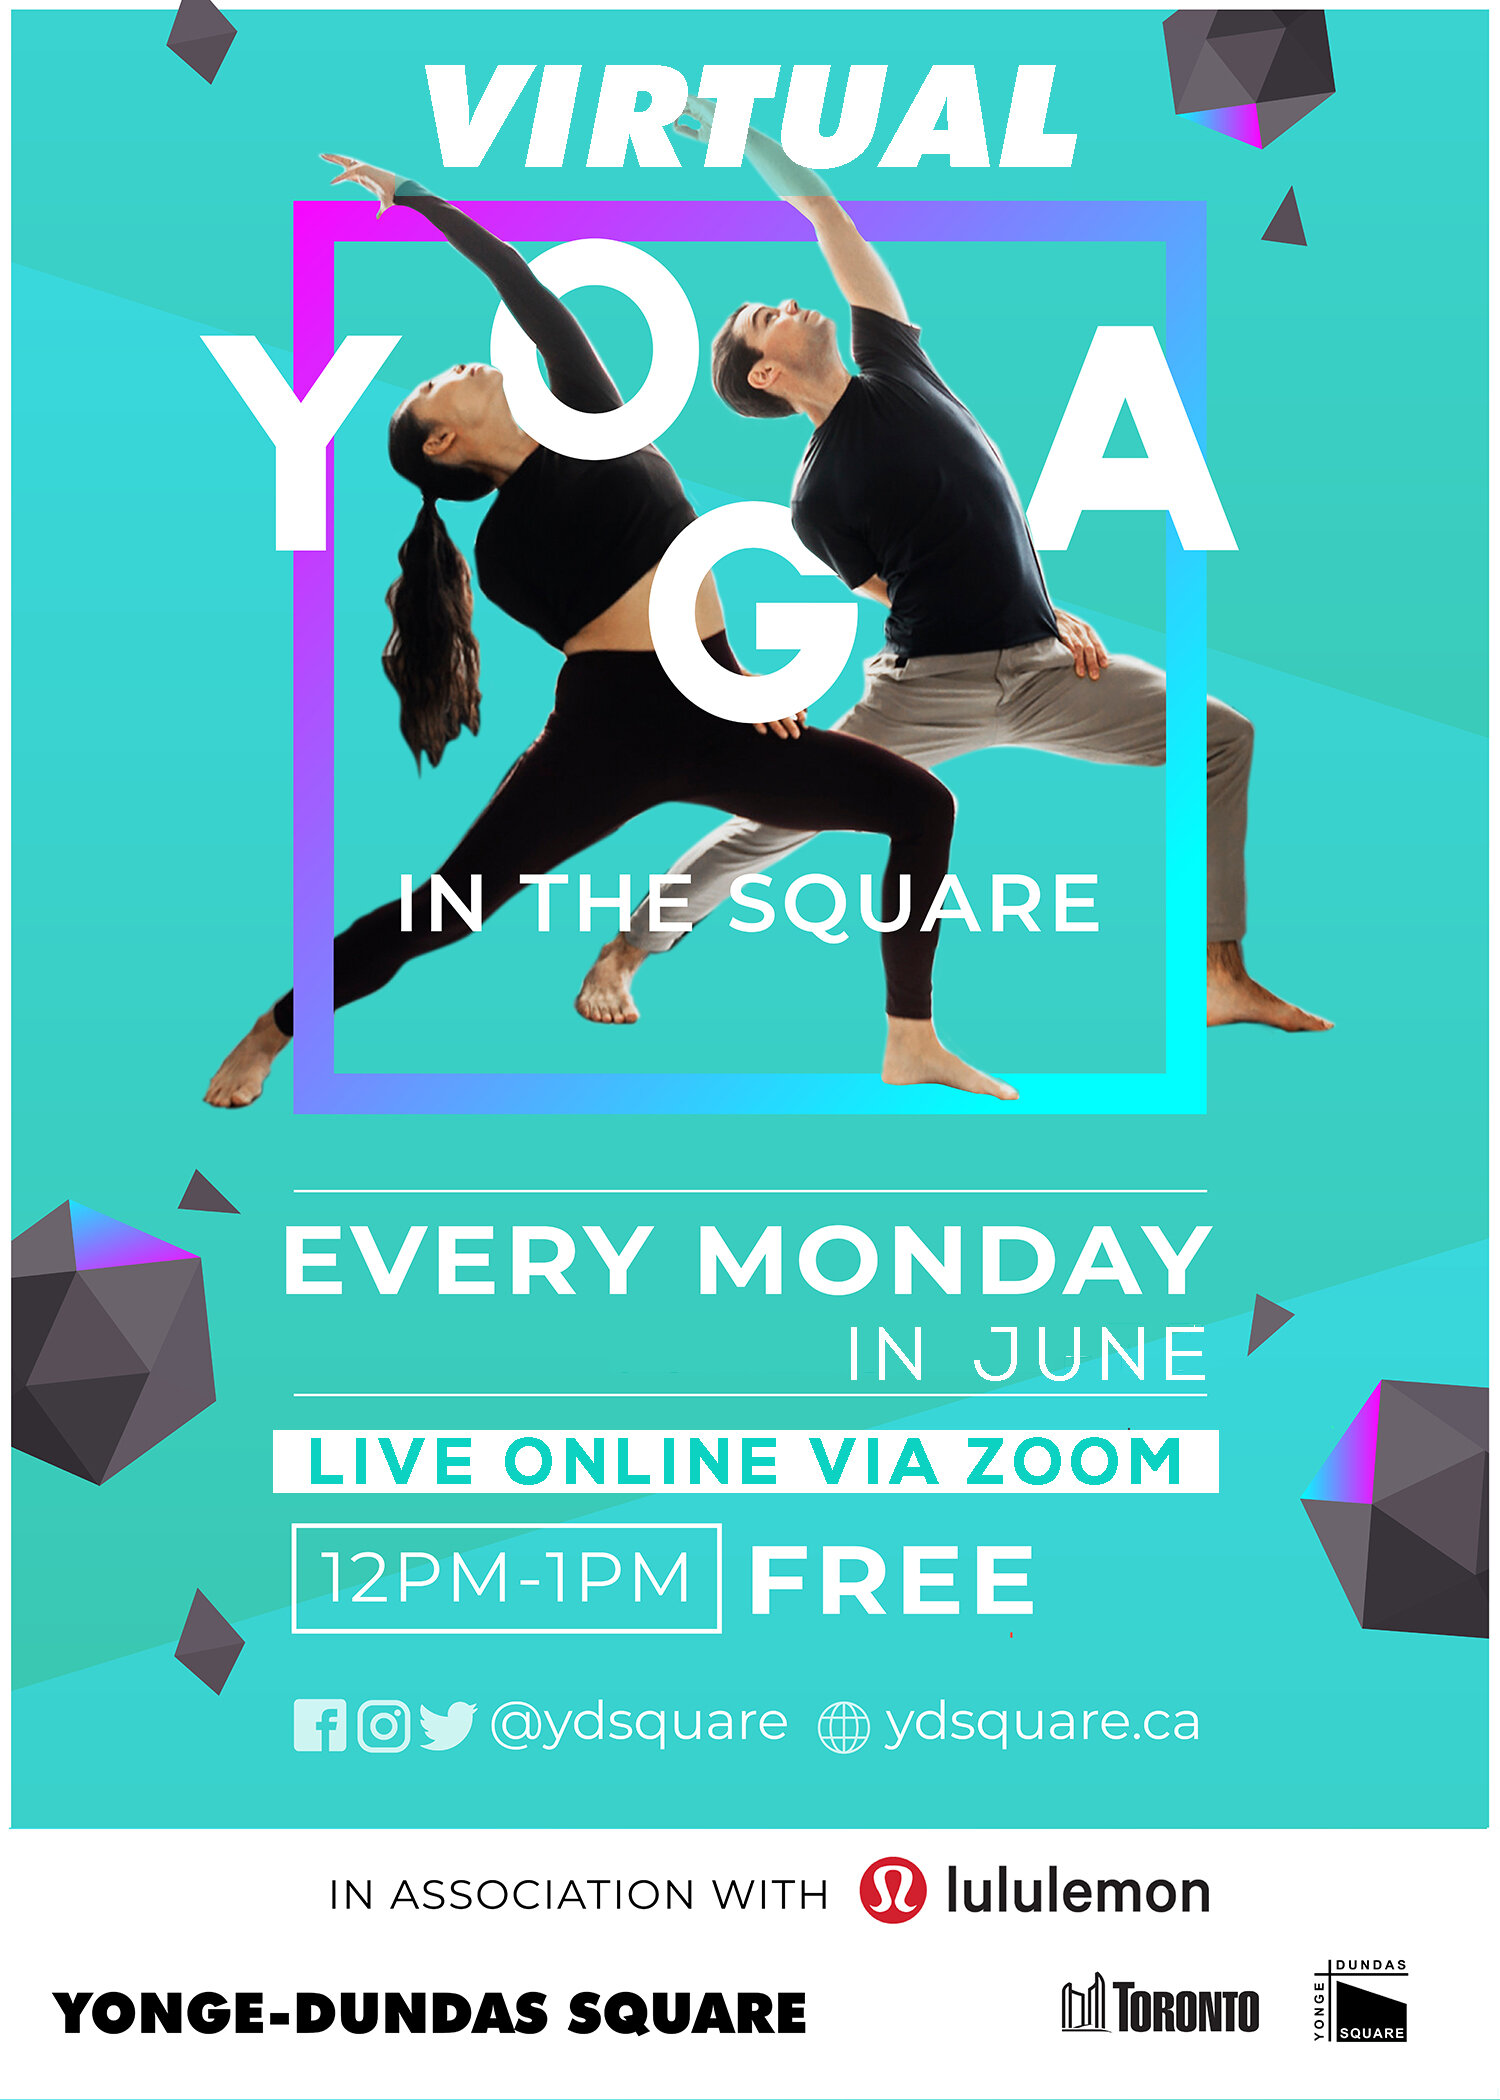 VIRTUAL
YOGA
IN THE SQUARE
EVERY MONDAY
IN JUNE
LIVE ONLINE VIA ZOOM
12PM-1PM FREE
@ydsquare ydsquare.ca
IN ASSOCIATION WITH lululemon
YONGE-DUNDAS SQUARE
TORONTO
YONGE
DUNDAS
SQUARE